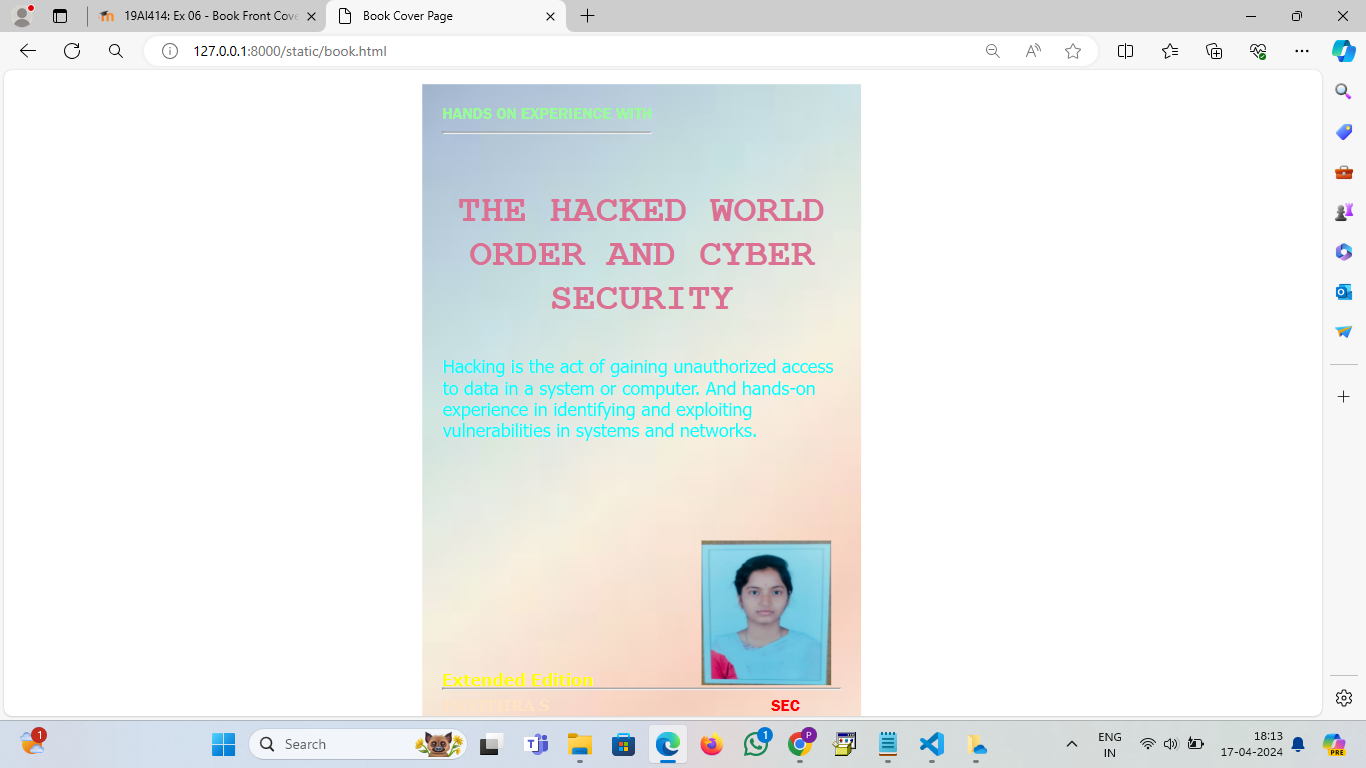 19AI414: Ex 06 - Book Front Cove
Book Cover Page
127.0.0.1:8000/static/book.html
HANDS ON EXPERIENCE WITH
THE HACKED WORLD
ORDER AND CYBER
SECURITY
Hacking is the act of gaining unauthorized access
to data in a system or computer. And hands-on
experience in identifying and exploiting
vulnerabilities in systems and networks.
Extended Edition
SEC
1
Search
1
P
PRE
ENG
IN
18:13
17-04-2024